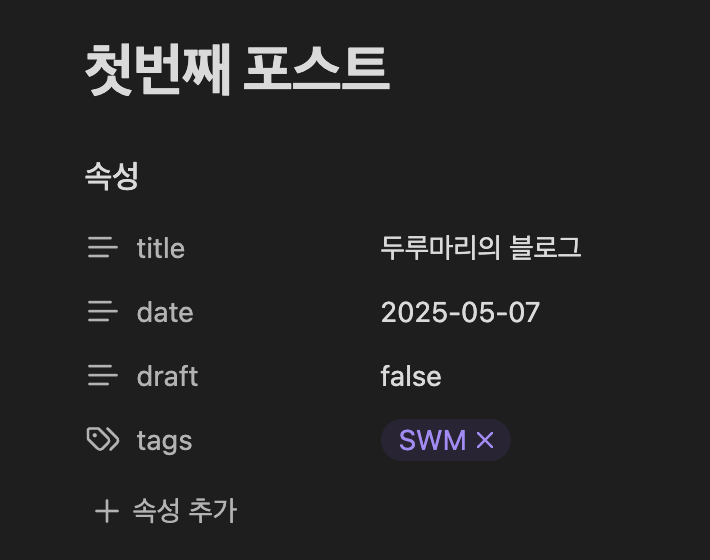 첫번째 포스트
속성
title 두루마리의 블로그
date 2025-05-07
draft false
tags SWM ×
+ 속성 추가